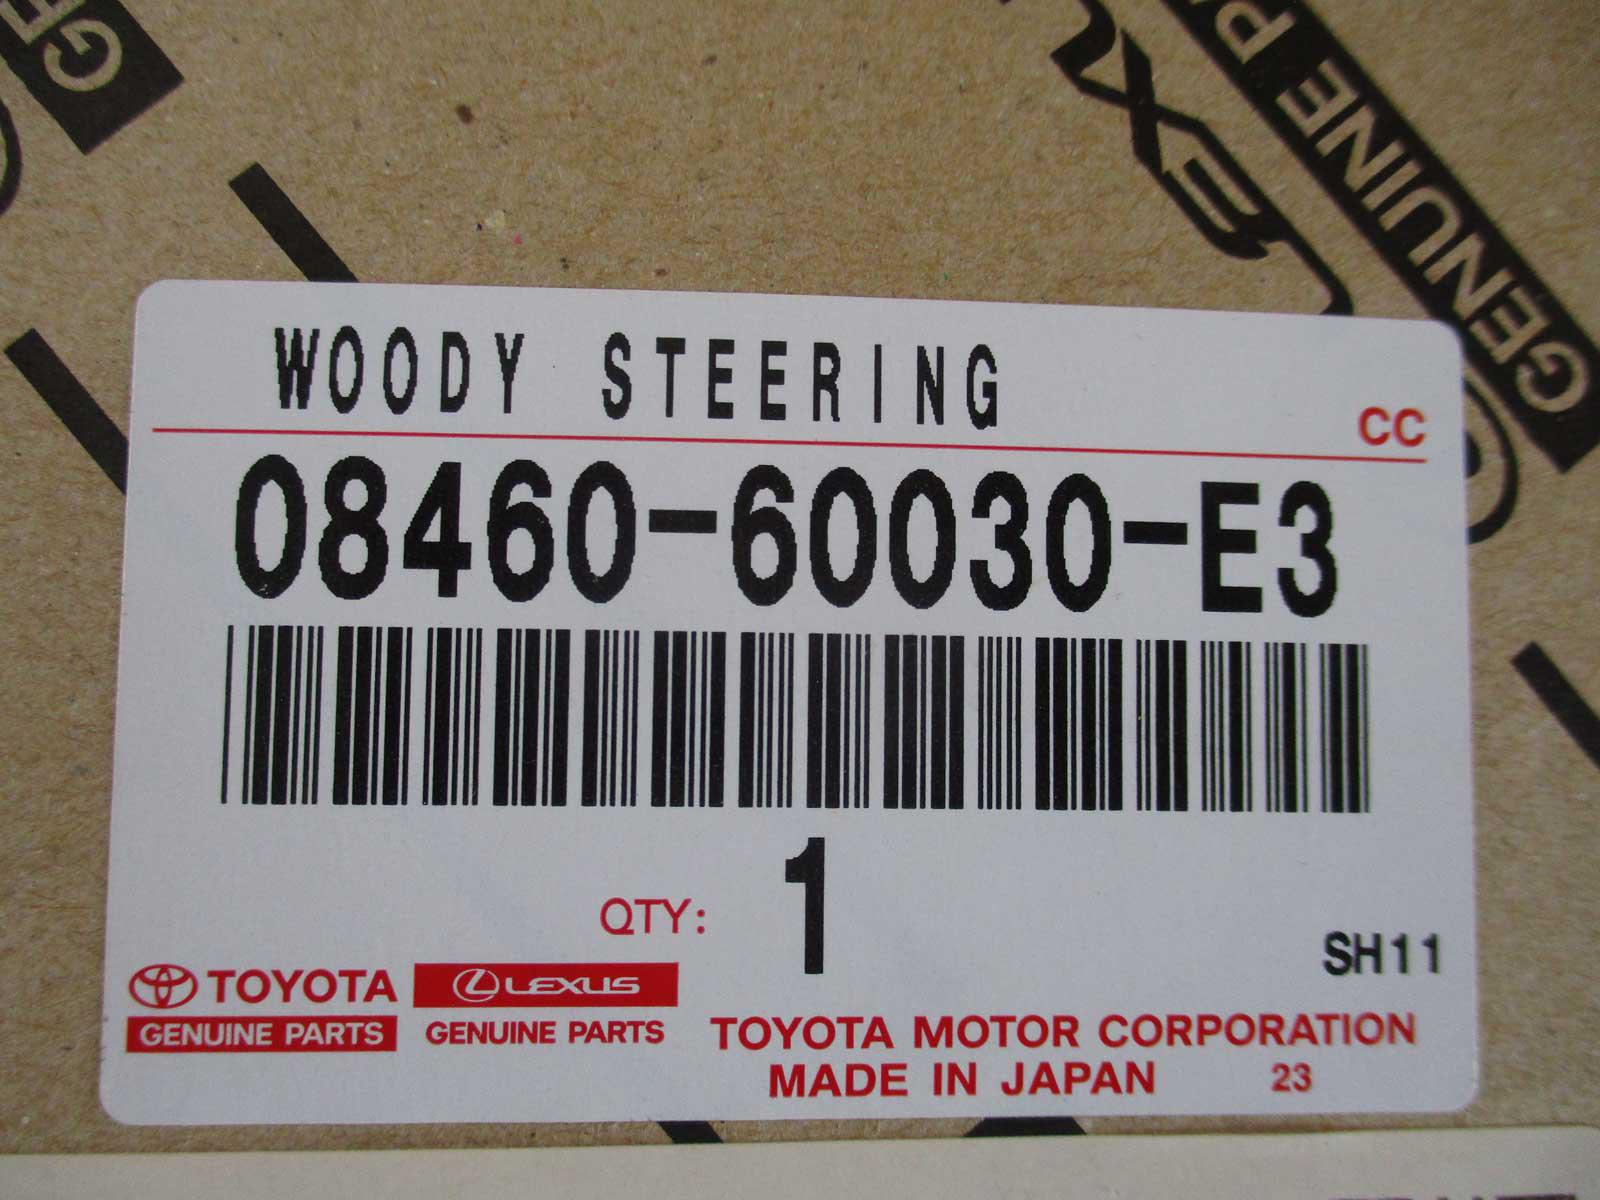 GENUINE PA
LEXUS
WOODY STEERING
CC
08460-60030-E3
QTY: 1
SH11
TOYOTA
GENUINE PARTS
LEXUS
GENUINE PARTS
TOYOTA MOTOR CORPORATION
MADE IN JAPAN 23